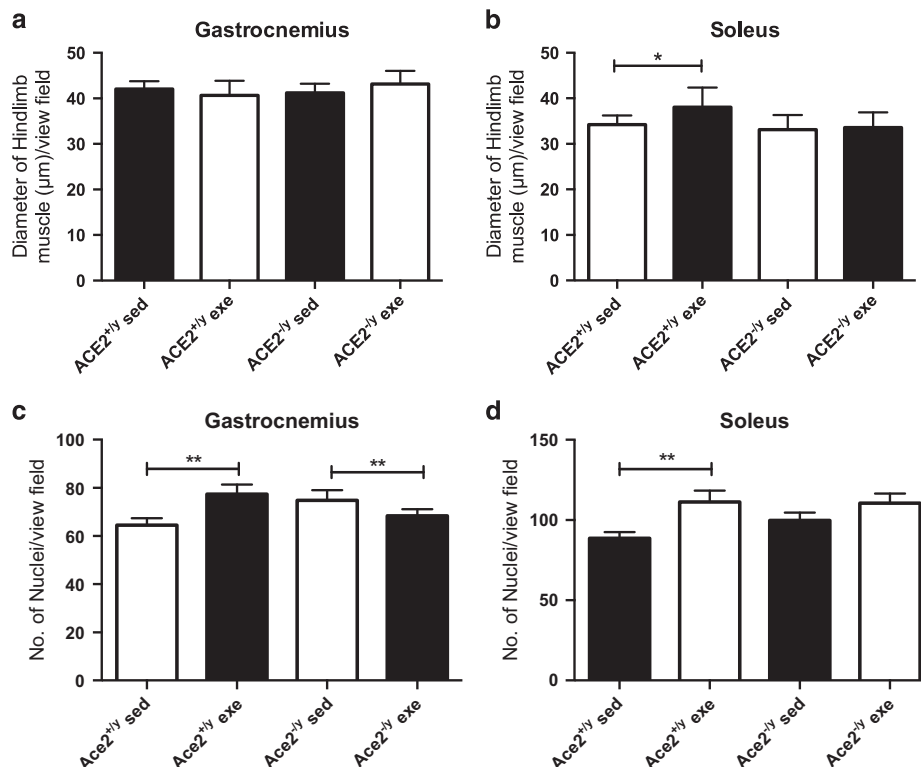 a
Gastrocnemius
Diameter of Hindlimb
muscle (µm)/view field
50
40
30
20
10
0
ACE2+/y sed
ACE2+/y exe
ACE2-/y sed
ACE2-/y exe
b
Soleus
Diameter of Hindlimb
muscle (µm)/view field
50
40
30
20
10
0
*
ACE2+/y sed
ACE2+/y exe
ACE2-/y sed
ACE2-/y exe
c
Gastrocnemius
No. of Nuclei/view field
100
80
60
40
20
0
**
**
Ace2+/y sed
Ace2+/y exe
Ace2-/y sed
Ace2-/y exe
d
Soleus
No. of Nuclei/view field
150
100
50
0
**
Ace2+/y sed
Ace2+/y exe
Ace2-/y sed
Ace2-/y exe